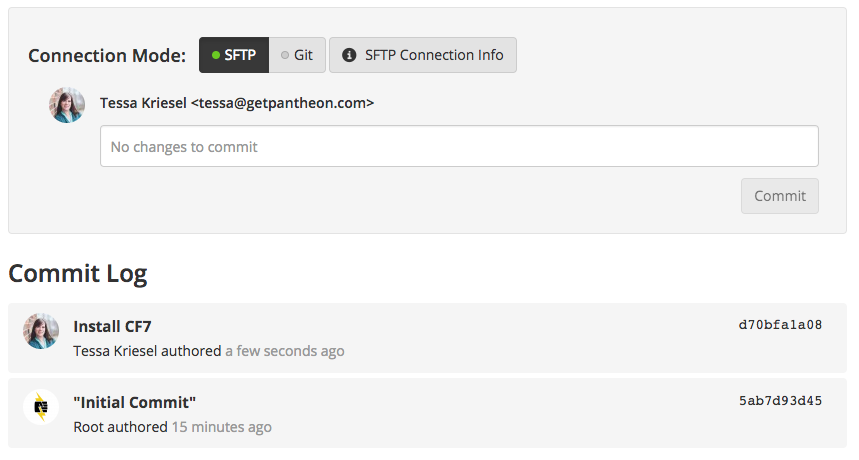 Connection Mode: SFTP Git SFTP Connection Info
Tessa Kriesel <tessa@getpantheon.com>
No changes to commit
Commit
Commit Log
Install CF7 d70bfa1a08
Tessa Kriesel authored a few seconds ago
"Initial Commit" 5ab7d93d45
Root authored 15 minutes ago